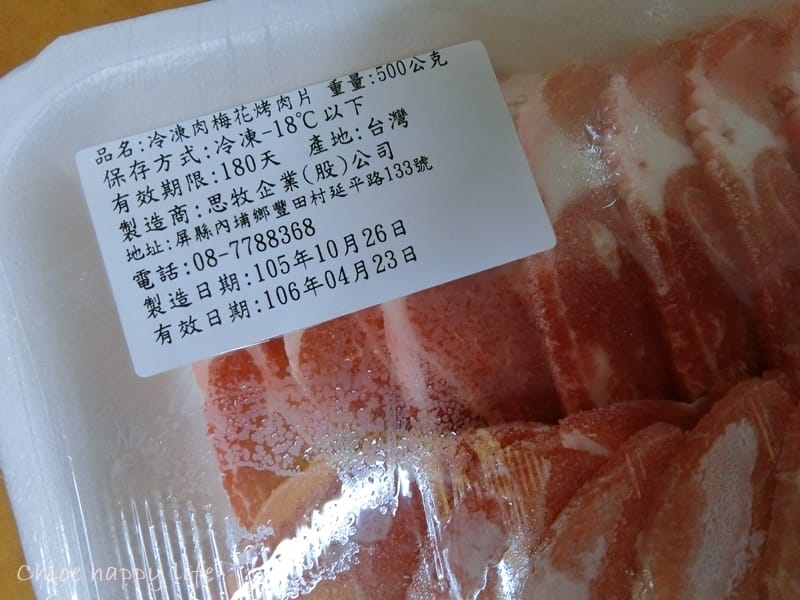 品名:冷凍肉梅花烤肉片 重量:500公克
保存方式:冷凍-18℃以下
有效期限:180天 產地:台灣
製造商:思牧企業(股)公司
地址:屏縣內埔鄉豐田村延平路133號
電話:08-7788368
製造日期:105年10月26日
有效日期:106年04月23日
Chloe happy life